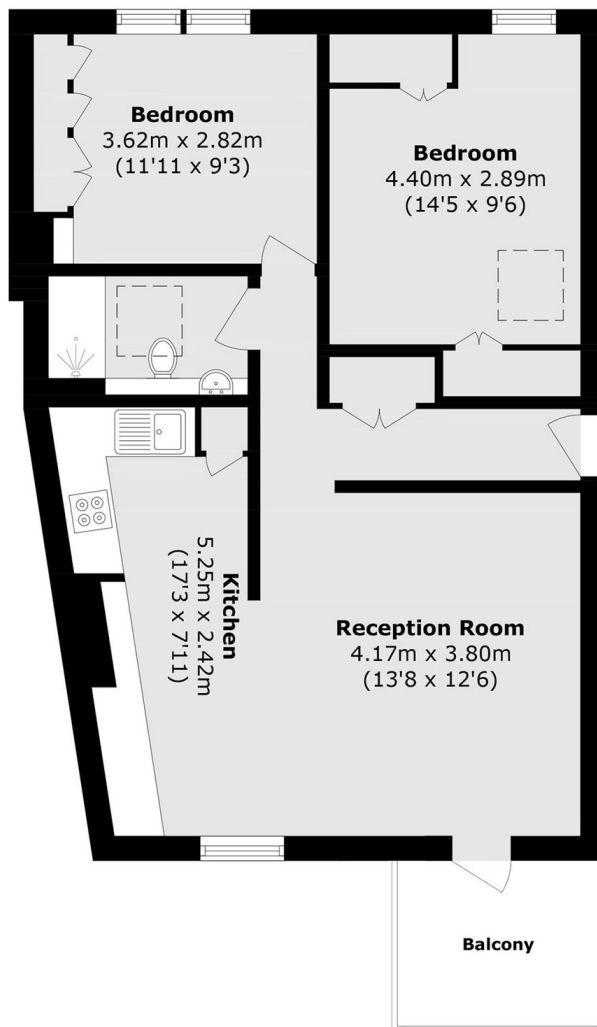 Bedroom
3.62m x 2.82m
(11'11 x 9'3)
Bedroom
4.40m x 2.89m
(14'5 x 9'6)
Kitchen
5.25m x 2.42m
(17'3 x 7'11)
Reception Room
4.17m x 3.80m
(13'8 x 12'6)
Balcony